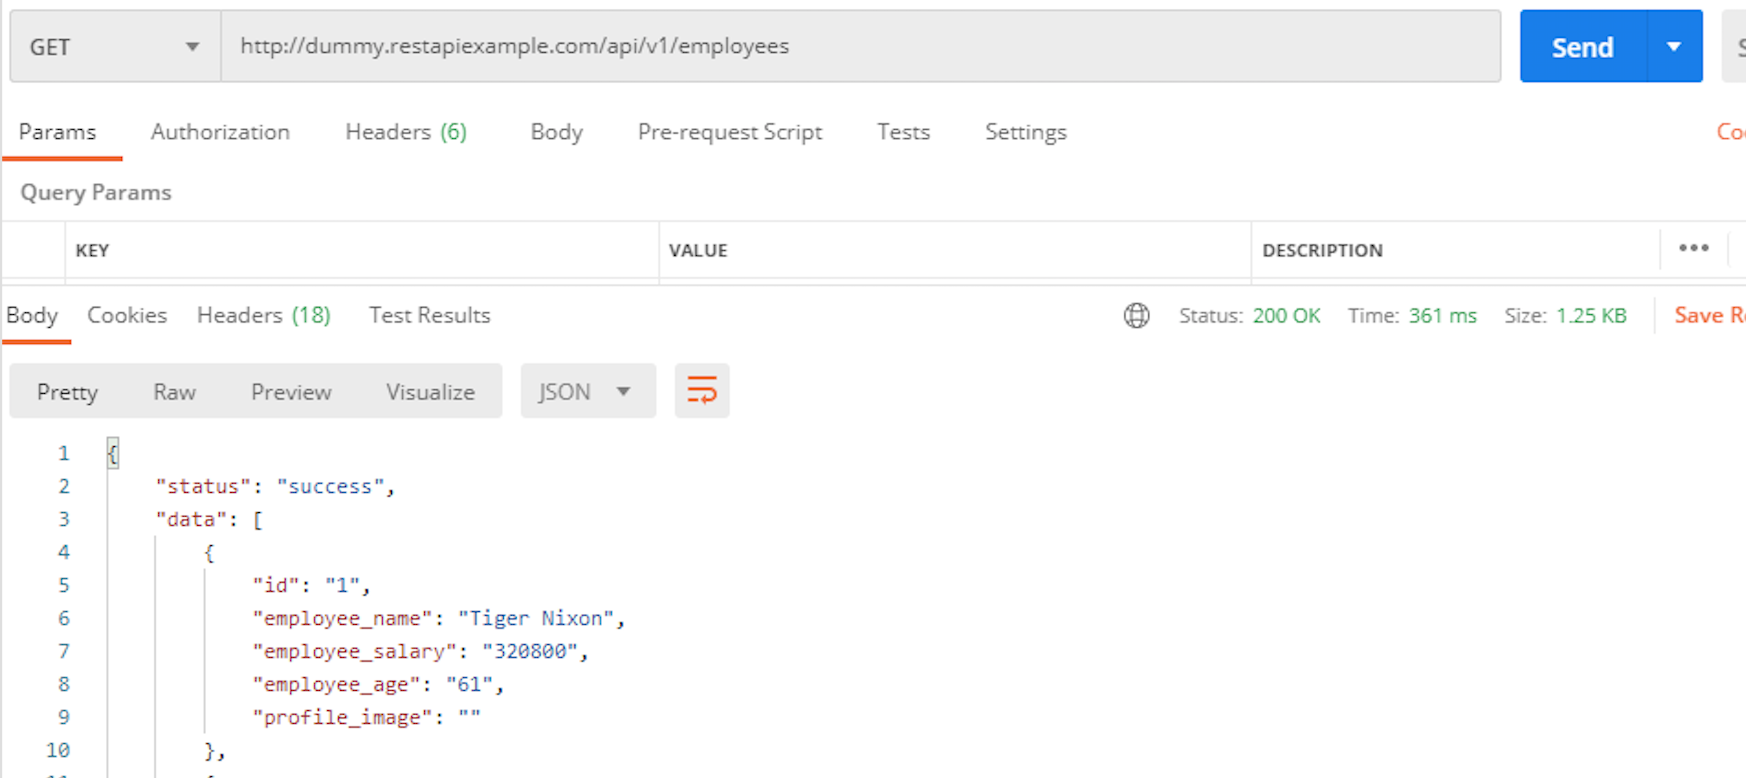 GET http://dummy.restapiexample.com/api/v1/employees Send
Params Authorization Headers (6) Body Pre-request Script Tests Settings
Query Params
KEY VALUE DESCRIPTION •••
Body Cookies Headers (18) Test Results Status: 200 OK Time: 361 ms Size: 1.25 KB Save
Pretty Raw Preview Visualize JSON
1 {
2 "status": "success",
3 "data": [
4 {
5 "id": "1",
6 "employee_name": "Tiger Nixon",
7 "employee_salary": "320800",
8 "employee_age": "61",
9 "profile_image": ""
10 },